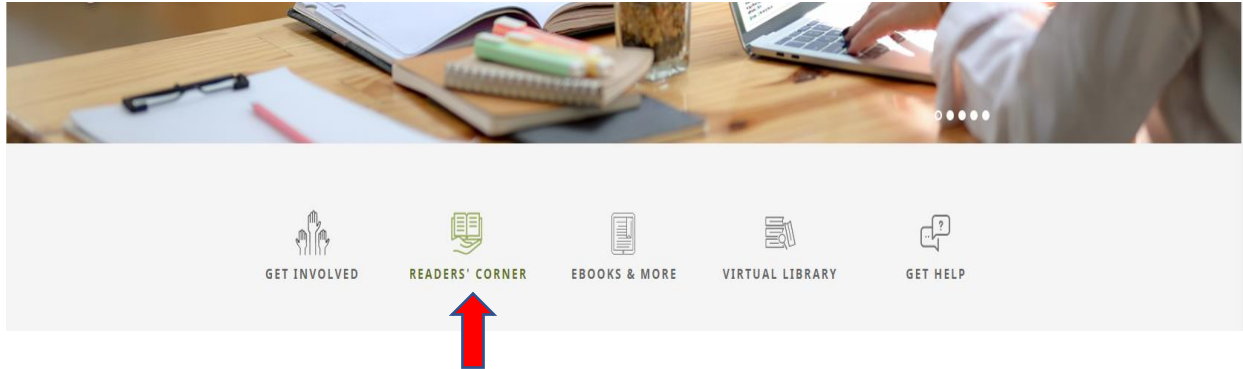 GET INVOLVED
READERS' CORNER
EBOOKS & MORE
VIRTUAL LIBRARY
GET HELP